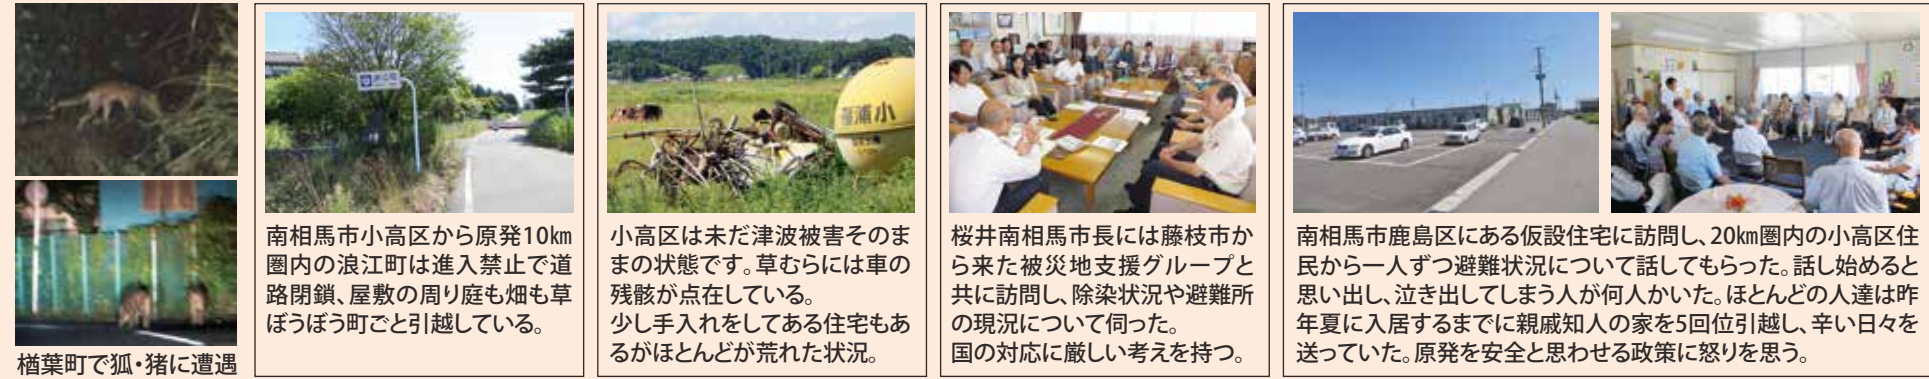 楢葉町で狐・猪に遭遇
浪江町
南相馬市小高区から原発10km
圏内の浪江町は進入禁止で道
路閉鎖、屋敷の周り庭も畑も草
ぼうぼう町ごと引越している。
浦小
小高区は未だ津波被害そのま
まの状態です。草むらには車の
残骸が点在している。
少し手入れをしてある住宅もあ
るがほとんどが荒れた状況。
桜井南相馬市長には藤枝市か
ら来た被災地支援グループと
共に訪問し、除染状況や避難所
の現況について伺った。
国の対応に厳しい考えを持つ。
南相馬市鹿島区にある仮設住宅に訪問し、20km圏内の小高区住
民から一人ずつ避難状況について話してもらった。話し始めると
思い出し、泣き出してしまう人が何人かいた。ほとんどの人達は昨
年夏に入居するまでに親戚知人の家を5回位引越し、辛い日々を
送っていた。原発を安全と思わせる政策に怒りを思う。